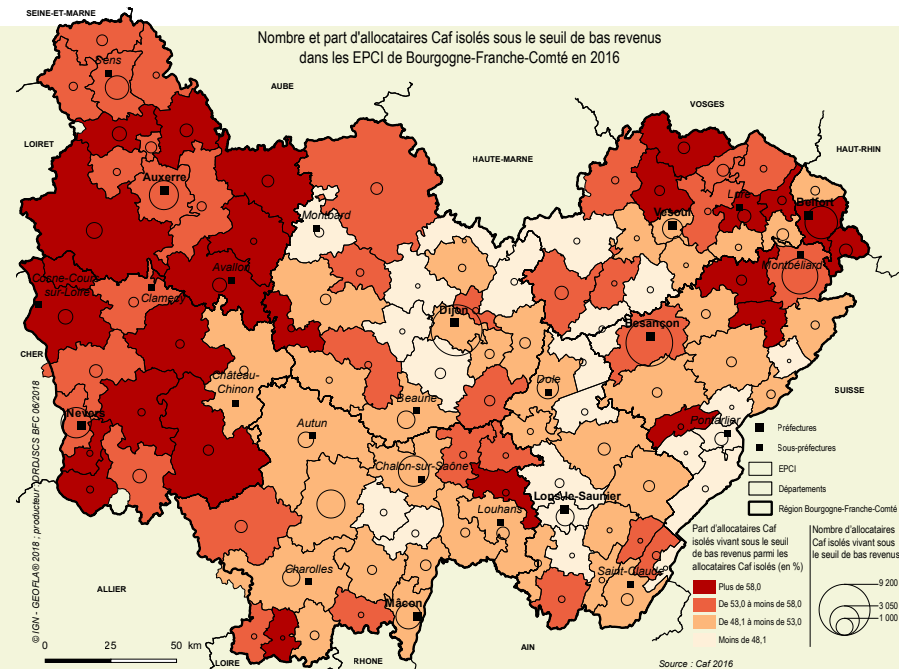 SEINE-ET-MARNE
Nombre et part d'allocataires Caf isolés sous le seuil de bas revenus
dans les EPCI de Bourgogne-Franche-Comté en 2016
Sens
AUBE
VOSGES
LOIRET
HAUTE-MARNE
HAUT-RHIN
Auxerre
Lure
Belfort
Montbard
Vesoul
Avallon
Montbéliard
Cosne-Cours-
sur-Loire
Clamecy
Dijon
Besançon
CHER
SUISSE
Château-
Chinon
Dole
Beaune
Nevers
Autun
Pontarlier
Chalon-sur-Saône
Lons-le-Saunier
Louhans
Charolles
Saint-Claude
Mâcon
ALLIER
AIN
LOIRE
RHONE
Préfectures
Sous-préfectures
EPCI
Départements
Région Bourgogne-Franche-Comté
Part d'allocataires Caf
isolés vivant sous le seuil
de bas revenus parmi les
allocataires Caf isolés (en %)
Plus de 58,0
De 53,0 à moins de 58,0
De 48,1 à moins de 53,0
Moins de 48,1
Nombre d'allocataires
Caf isolés vivant sous
le seuil de bas revenus
9 200
3 050
1 000
0 25 50 km
Source : Caf 2016
© IGN - GEOFLA® 2016 ; producteur : DRDJSCS BFC 06/2018